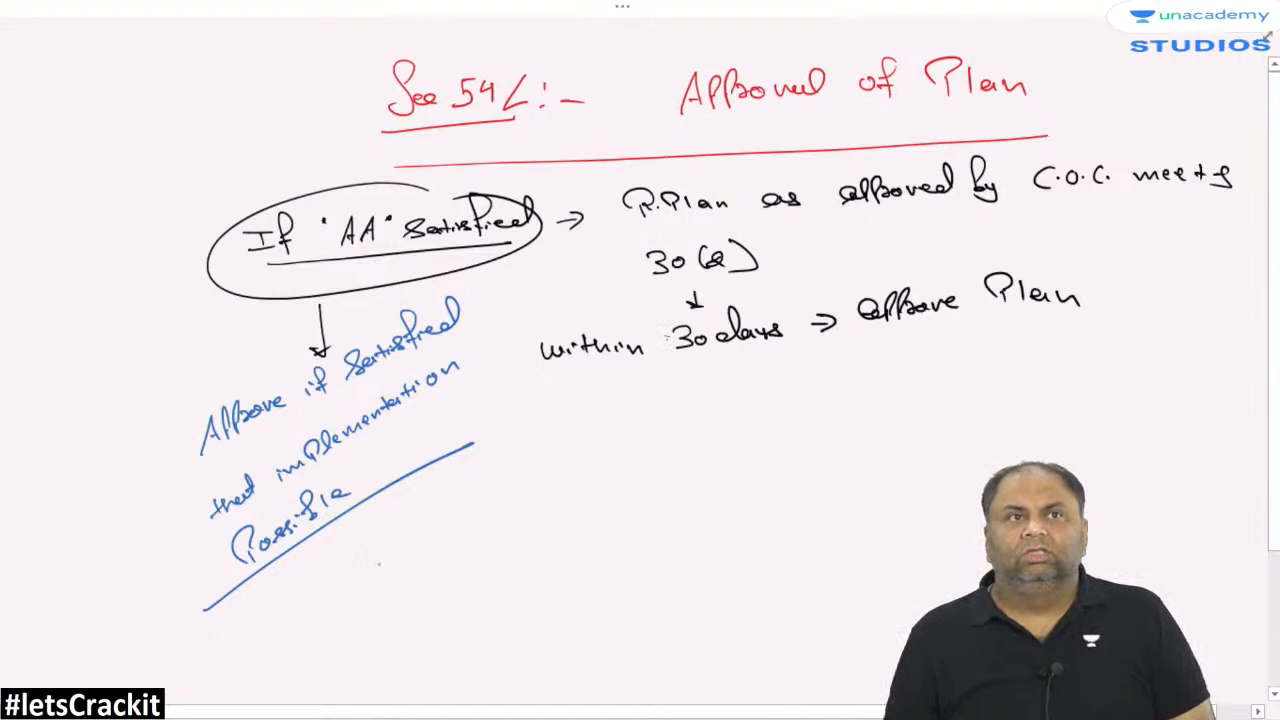 unacademy
STUDIOS
Sec 54L:- Approval of Plan
If "AA" satisfied → R.Plan as approved by C.O.C. meets
30(2)
within 30 days → approve Plan
Approve if satisfied
that implementation
Possible
#letsCrackit